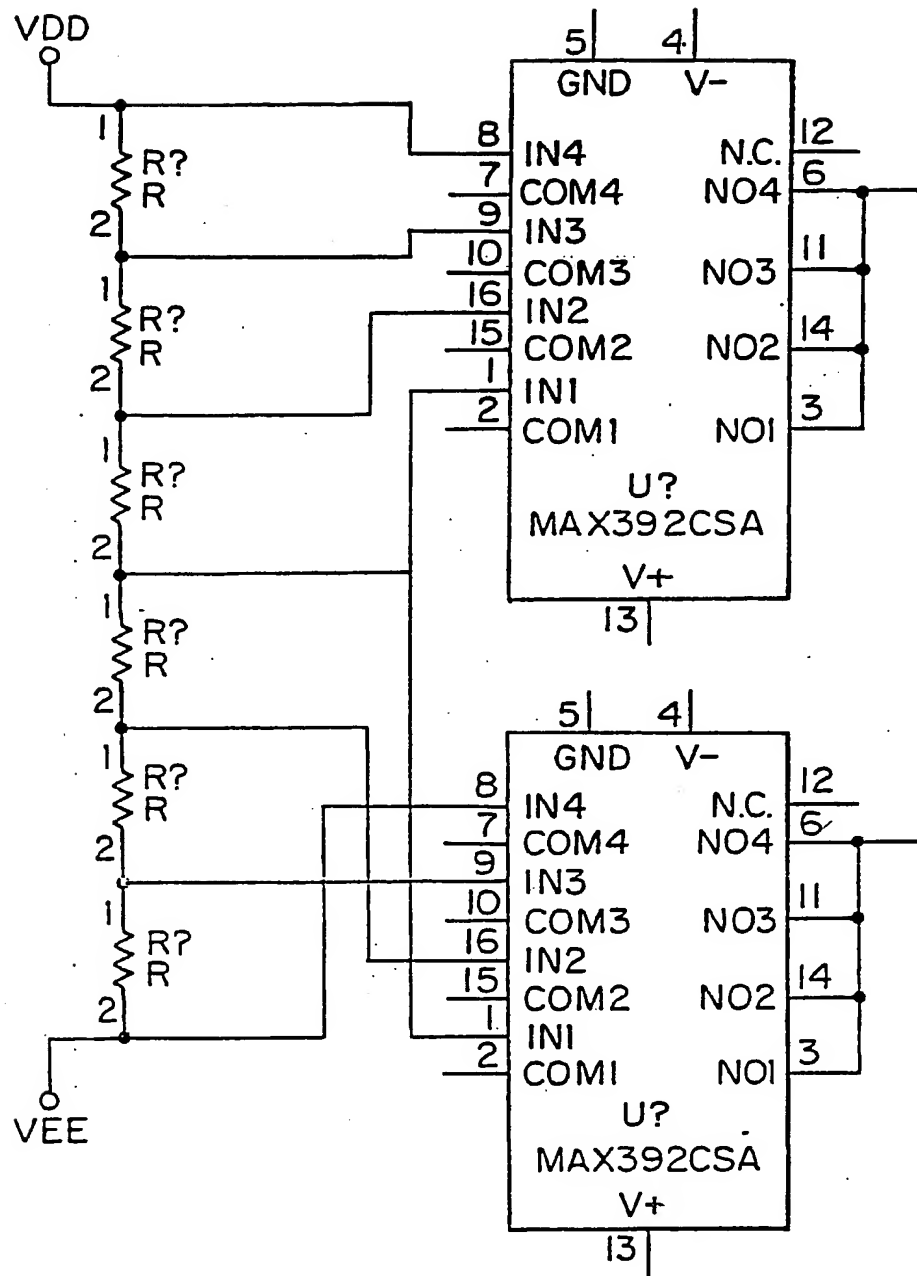 VDD
1
R?
R
2
1
R?
R
2
1
R?
R
2
1
R?
R
2
1
R?
R
2
1
R?
R
2
VEE
5 4
GND V-
8 IN4 N.C. 12
7 COM4 NO4 6
9 IN3
10 COM3 NO3 11
16 IN2
15 COM2 NO2 14
1 IN1
2 COM1 NO1 3
U?
MAX392CSA
V+
13
5 4
GND V-
8 IN4 N.C. 12
7 COM4 NO4 6
9 IN3
10 COM3 NO3 11
16 IN2
15 COM2 NO2 14
1 IN1
2 COM1 NO1 3
U?
MAX392CSA
V+
13